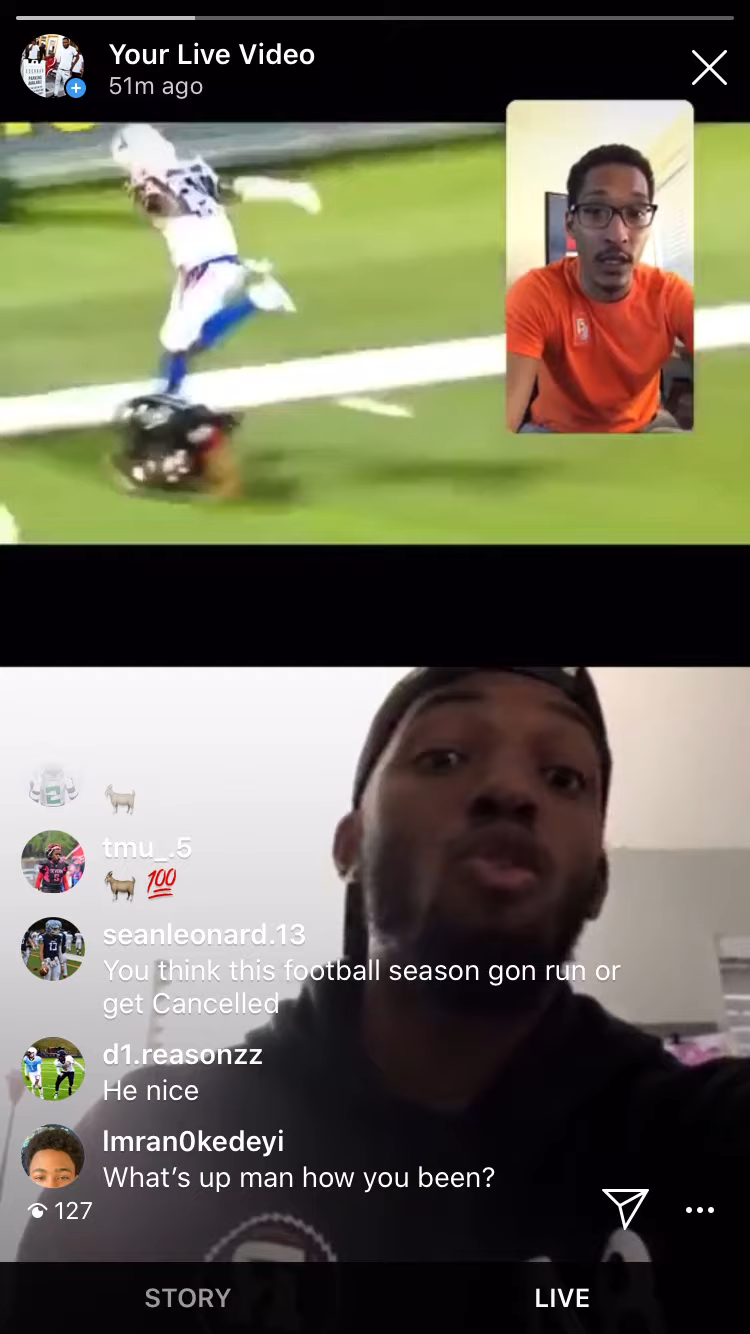 Your Live Video
51m ago
tmu_.5
💯
seanleonard.13
You think this football season gon run or
get Cancelled
d1.reasonzz
He nice
Imran0kedeyi
What's up man how you been?
127
STORY
LIVE